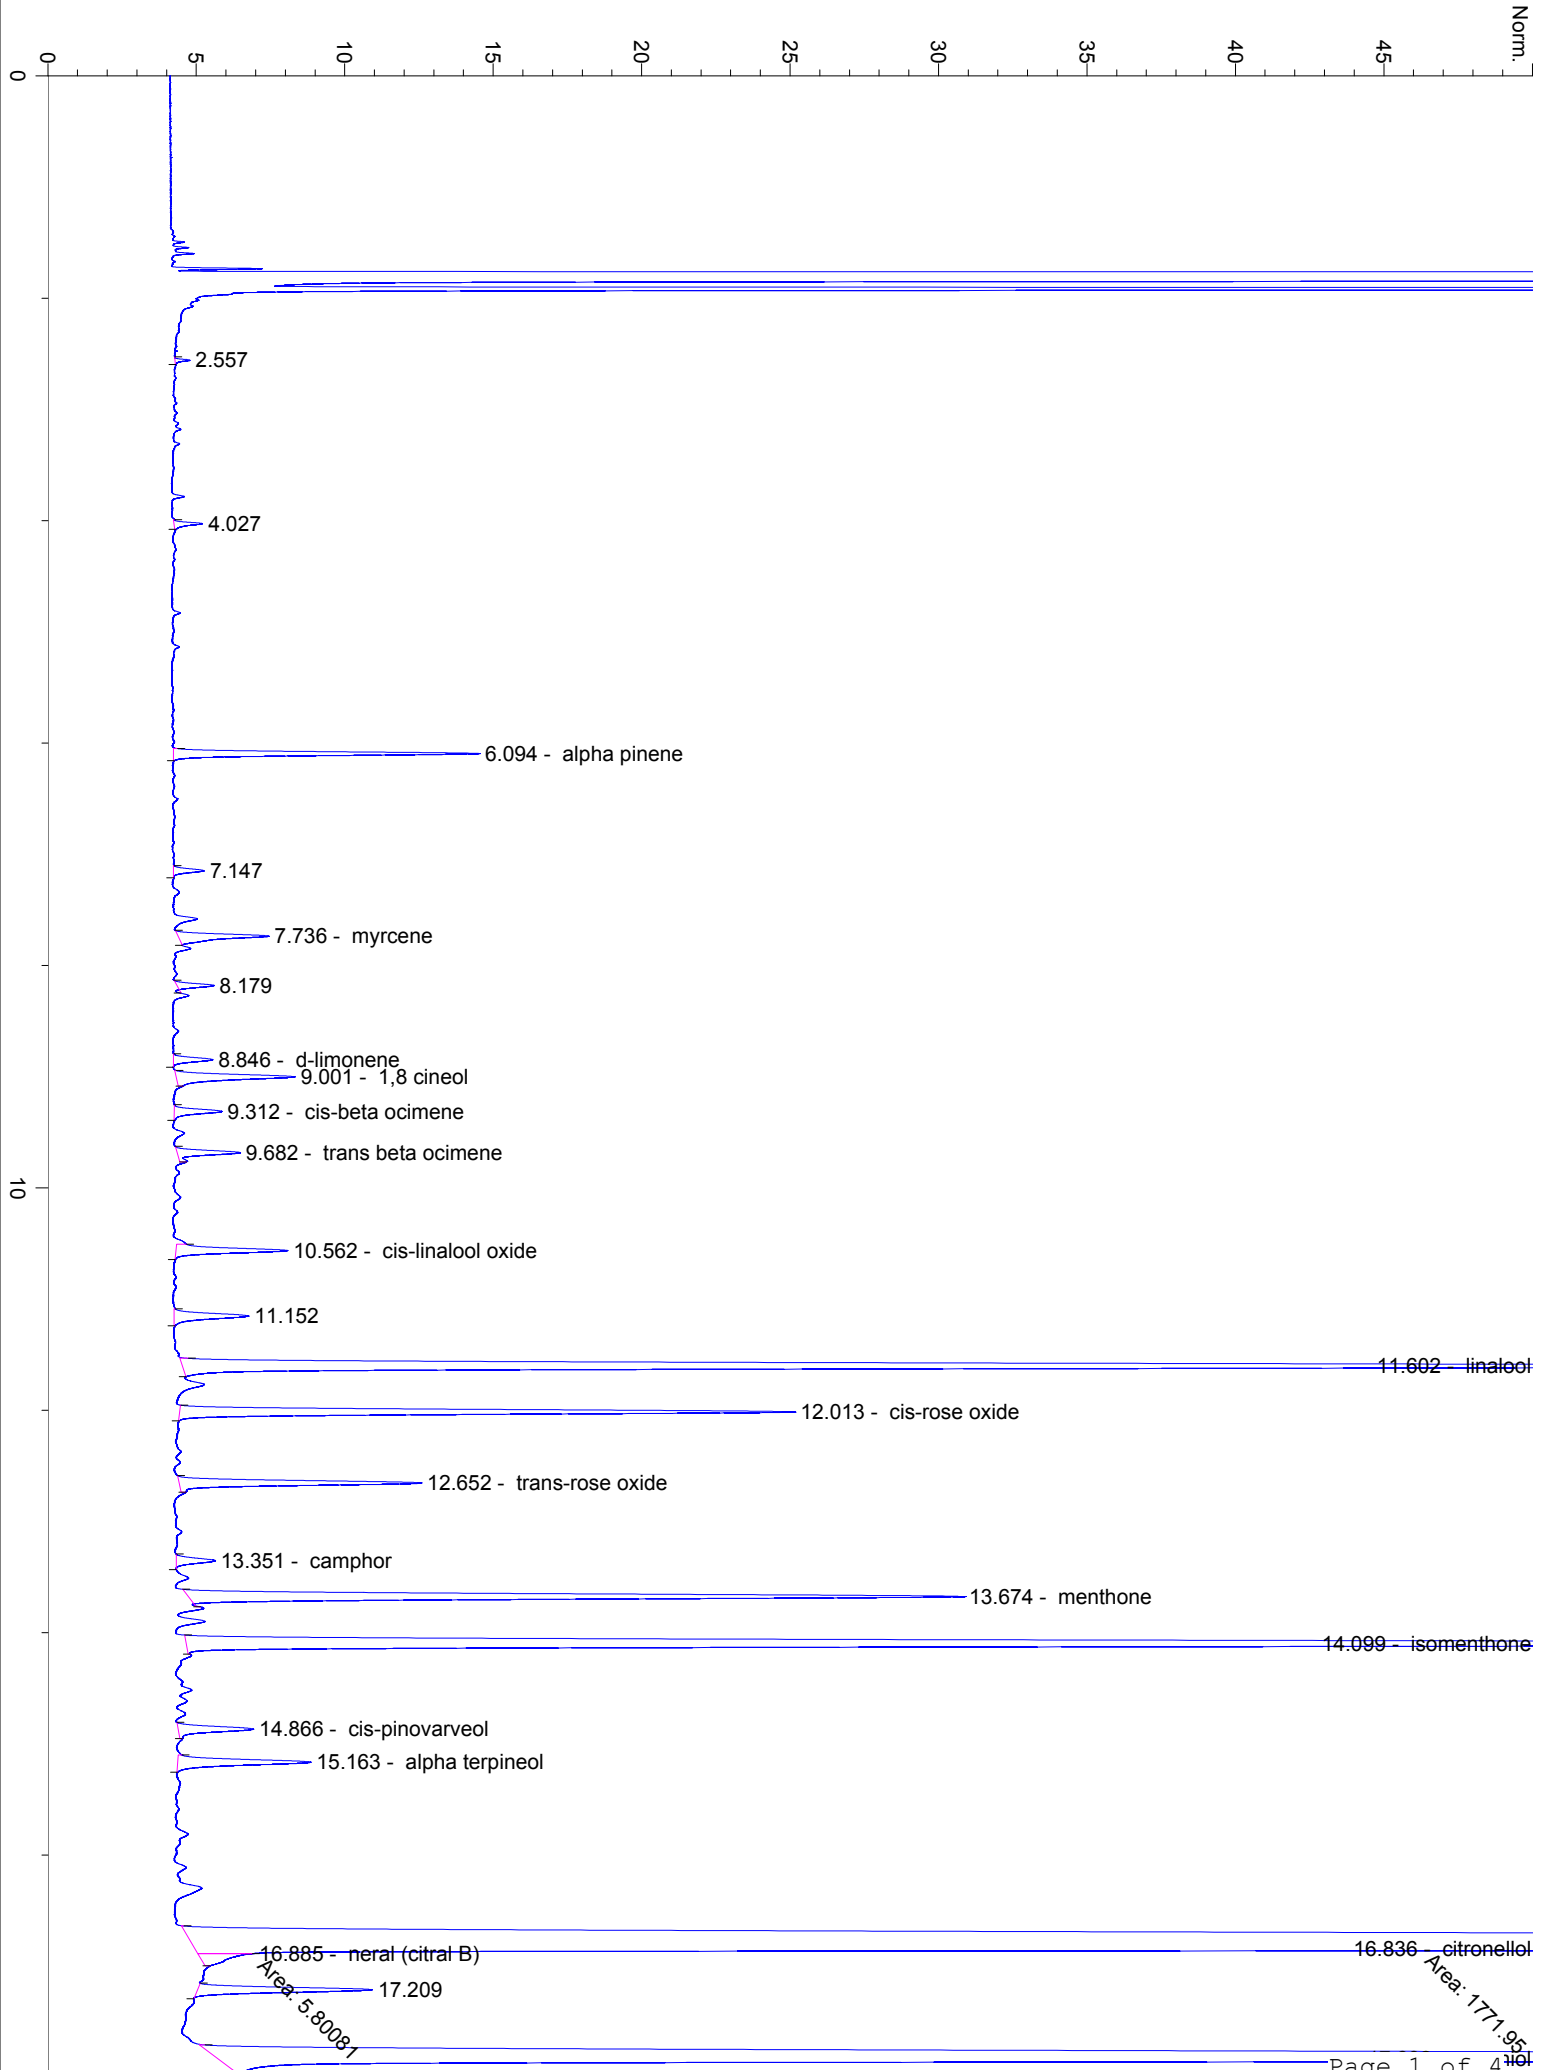 Norm.
0
5
10
15
20
25
30
35
40
45
0
2.557
4.027
6.094 - alpha pinene
7.147
7.736 - myrcene
8.179
8.846 - d-limonene
9.001 - 1,8 cineol
9.312 - cis-beta ocimene
9.682 - trans beta ocimene
10
10.562 - cis-linalool oxide
11.152
11.602 - linalool
12.013 - cis-rose oxide
12.652 - trans-rose oxide
13.351 - camphor
13.674 - menthone
14.099 - isomenthone
14.866 - cis-pinovarveol
15.163 - alpha terpineol
16.836 - citronellol
Area: 1771.95
16.885 - neral (citral B)
Area: 5.80081
17.209
Page 1 of 4